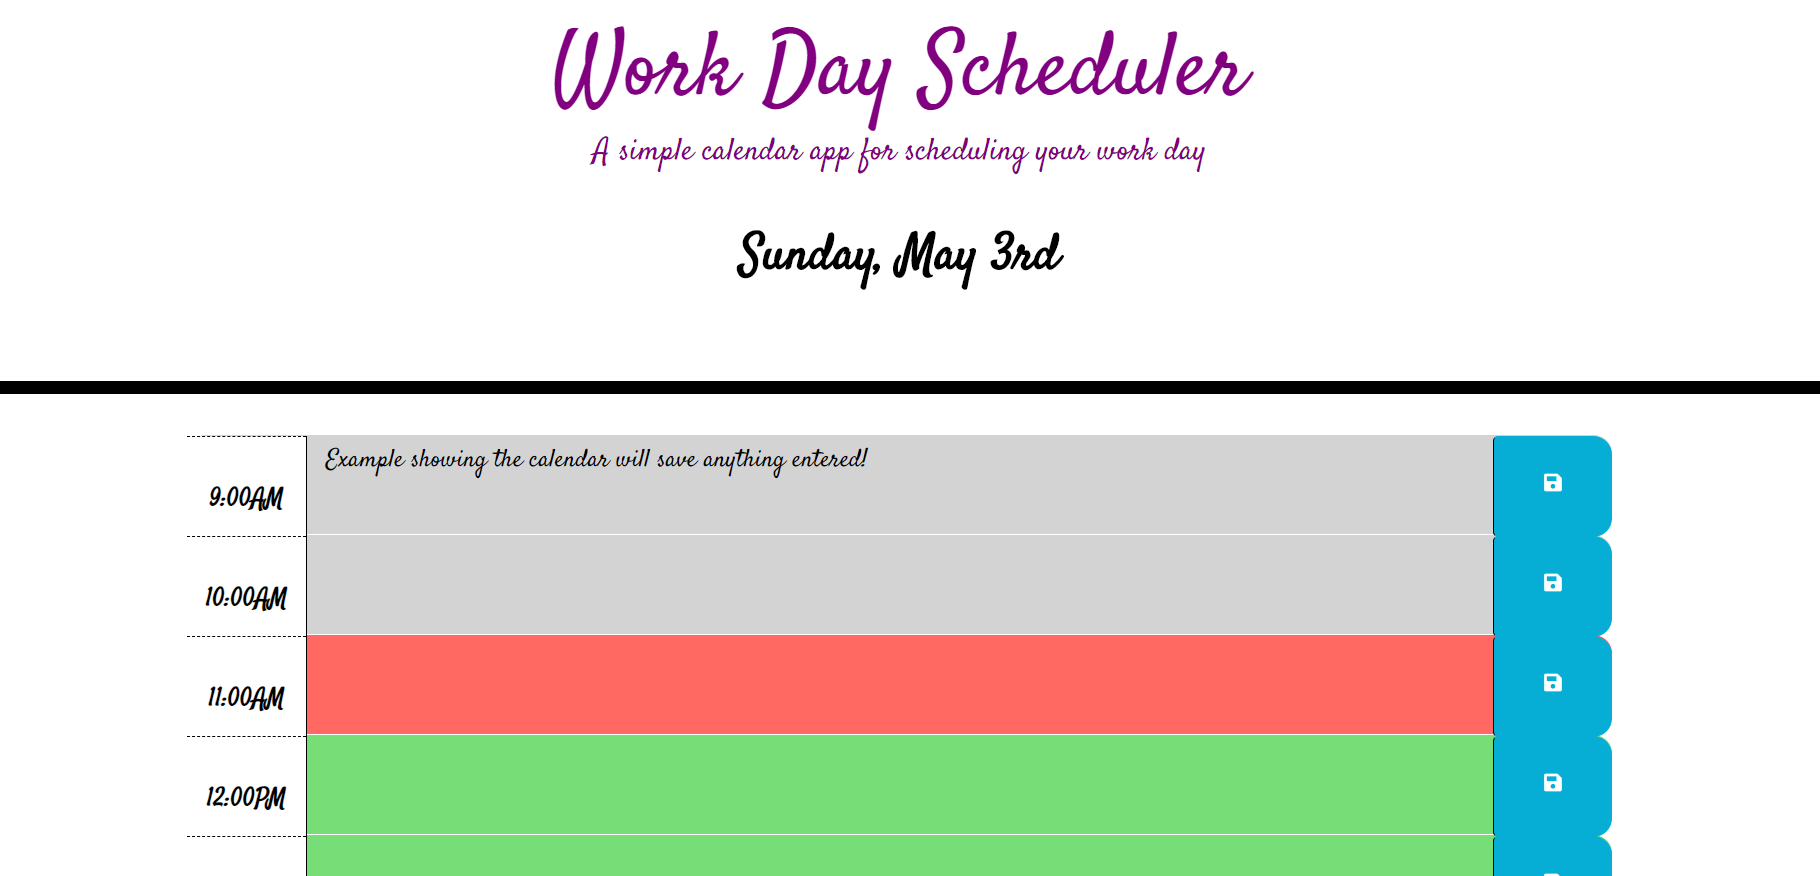 Work Day Scheduler
A simple calendar app for scheduling your work day
Sunday, May 3rd
Example showing the calendar will save anything entered!
9:00AM
10:00AM
11:00AM
12:00PM